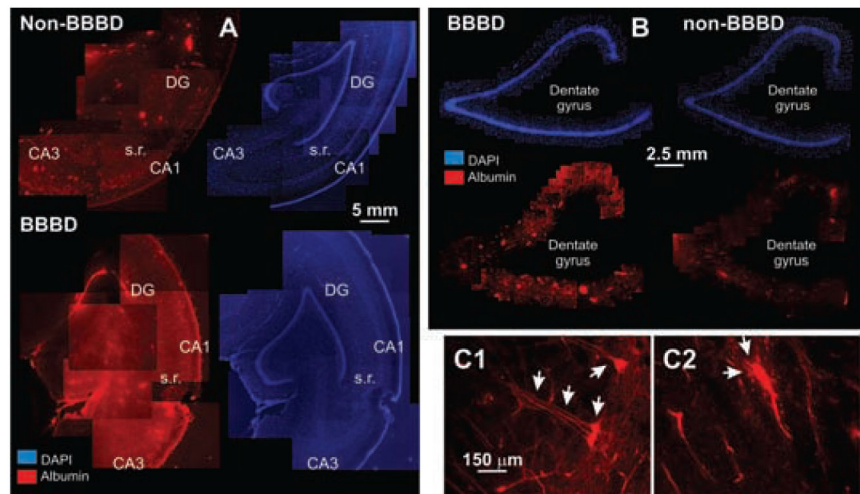 Non-BBBD
A
DG
CA3
s.r.
CA1
CA3
DG
s.r.
CA1
5 mm
BBBD
DG
CA1
s.r.
CA3
DG
CA1
s.r.
DAPI
Albumin
BBBD
B
non-BBBD
Dentate
gyrus
Dentate
gyrus
DAPI
Albumin
2.5 mm
Dentate
gyrus
Dentate
gyrus
C1
150 μm
C2